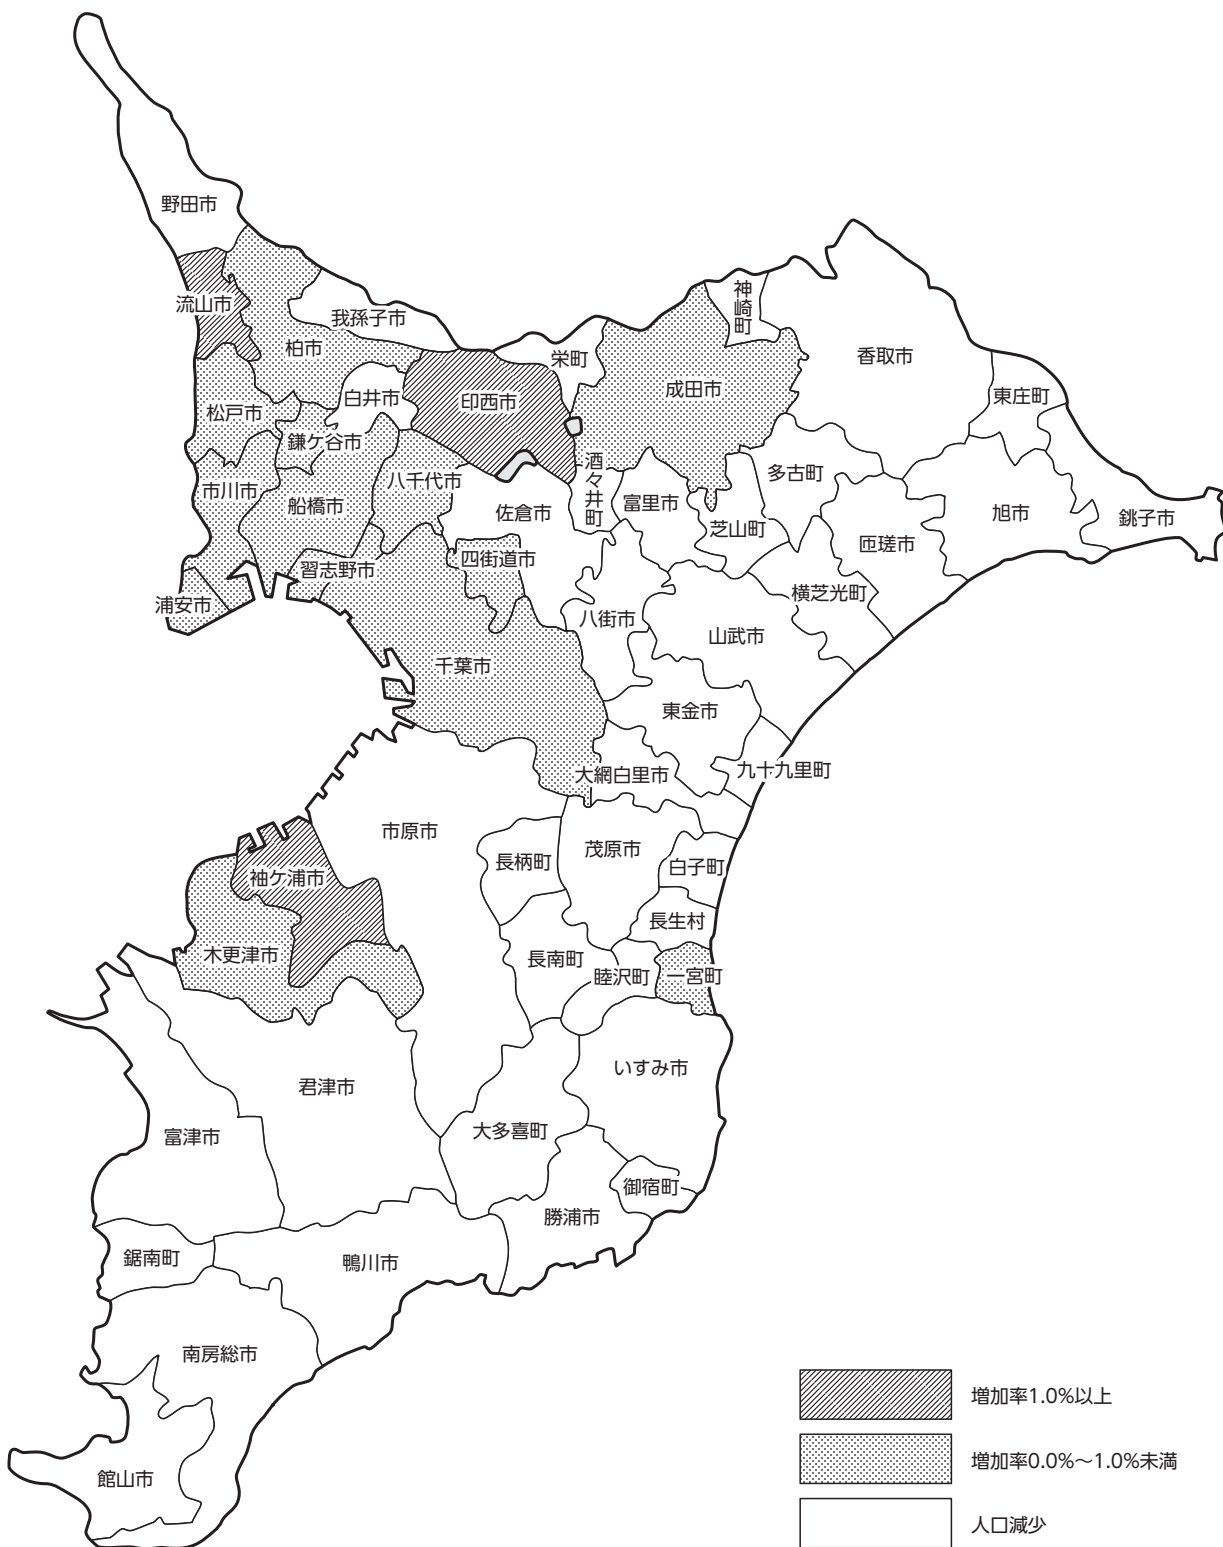 野田市
流山市
柏市
我孫子市
松戸市
鎌ケ谷市
白井市
印西市
栄町
成田市
神崎町
香取市
東庄町
市川市
船橋市
八千代市
佐倉市
酒々井町
富里市
芝山町
多古町
匝瑳市
旭市
銚子市
浦安市
習志野市
四街道市
八街市
横芝光町
山武市
千葉市
東金市
大網白里市
九十九里町
市原市
長柄町
茂原市
白子町
袖ケ浦市
長生村
木更津市
長南町
睦沢町
一宮町
君津市
いすみ市
富津市
大多喜町
御宿町
勝浦市
鋸南町
鴨川市
南房総市
館山市
増加率1.0%以上
増加率0.0%～1.0%未満
人口減少